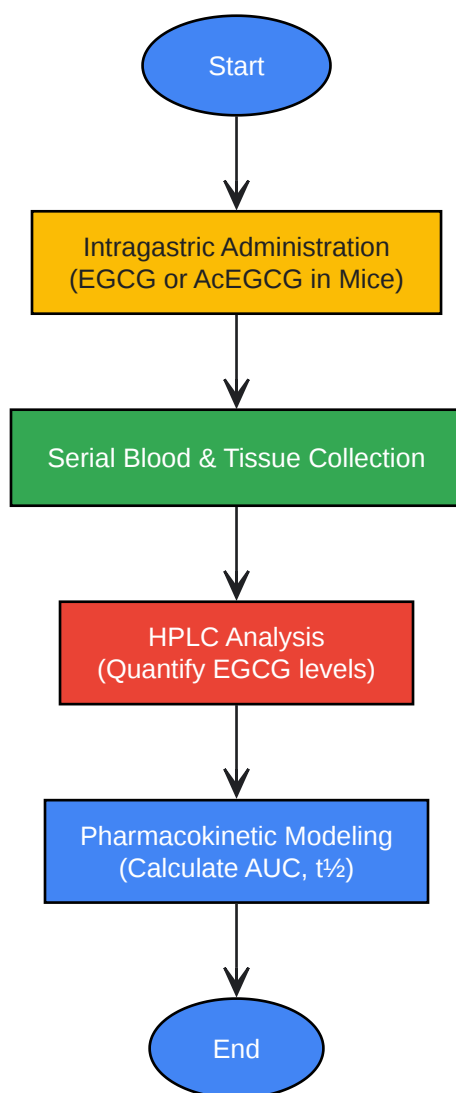 Start
Intragastric Administration
(EGCG or AcEGCG in Mice)
Serial Blood & Tissue Collection
HPLC Analysis
(Quantify EGCG levels)
Pharmacokinetic Modeling
(Calculate AUC, t½)
End